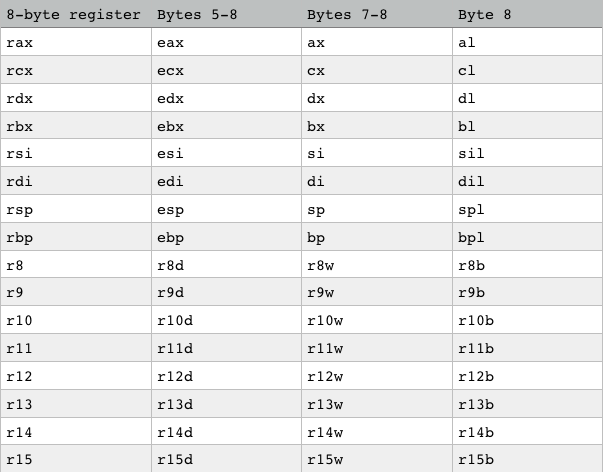 8-byte register Bytes 5-8 Bytes 7-8 Byte 8
rax eax ax al
rcx ecx cx cl
rdx edx dx dl
rbx ebx bx bl
rsi esi si sil
rdi edi di dil
rsp esp sp spl
rbp ebp bp bpl
r8 r8d r8w r8b
r9 r9d r9w r9b
r10 r10d r10w r10b
r11 r11d r11w r11b
r12 r12d r12w r12b
r13 r13d r13w r13b
r14 r14d r14w r14b
r15 r15d r15w r15b